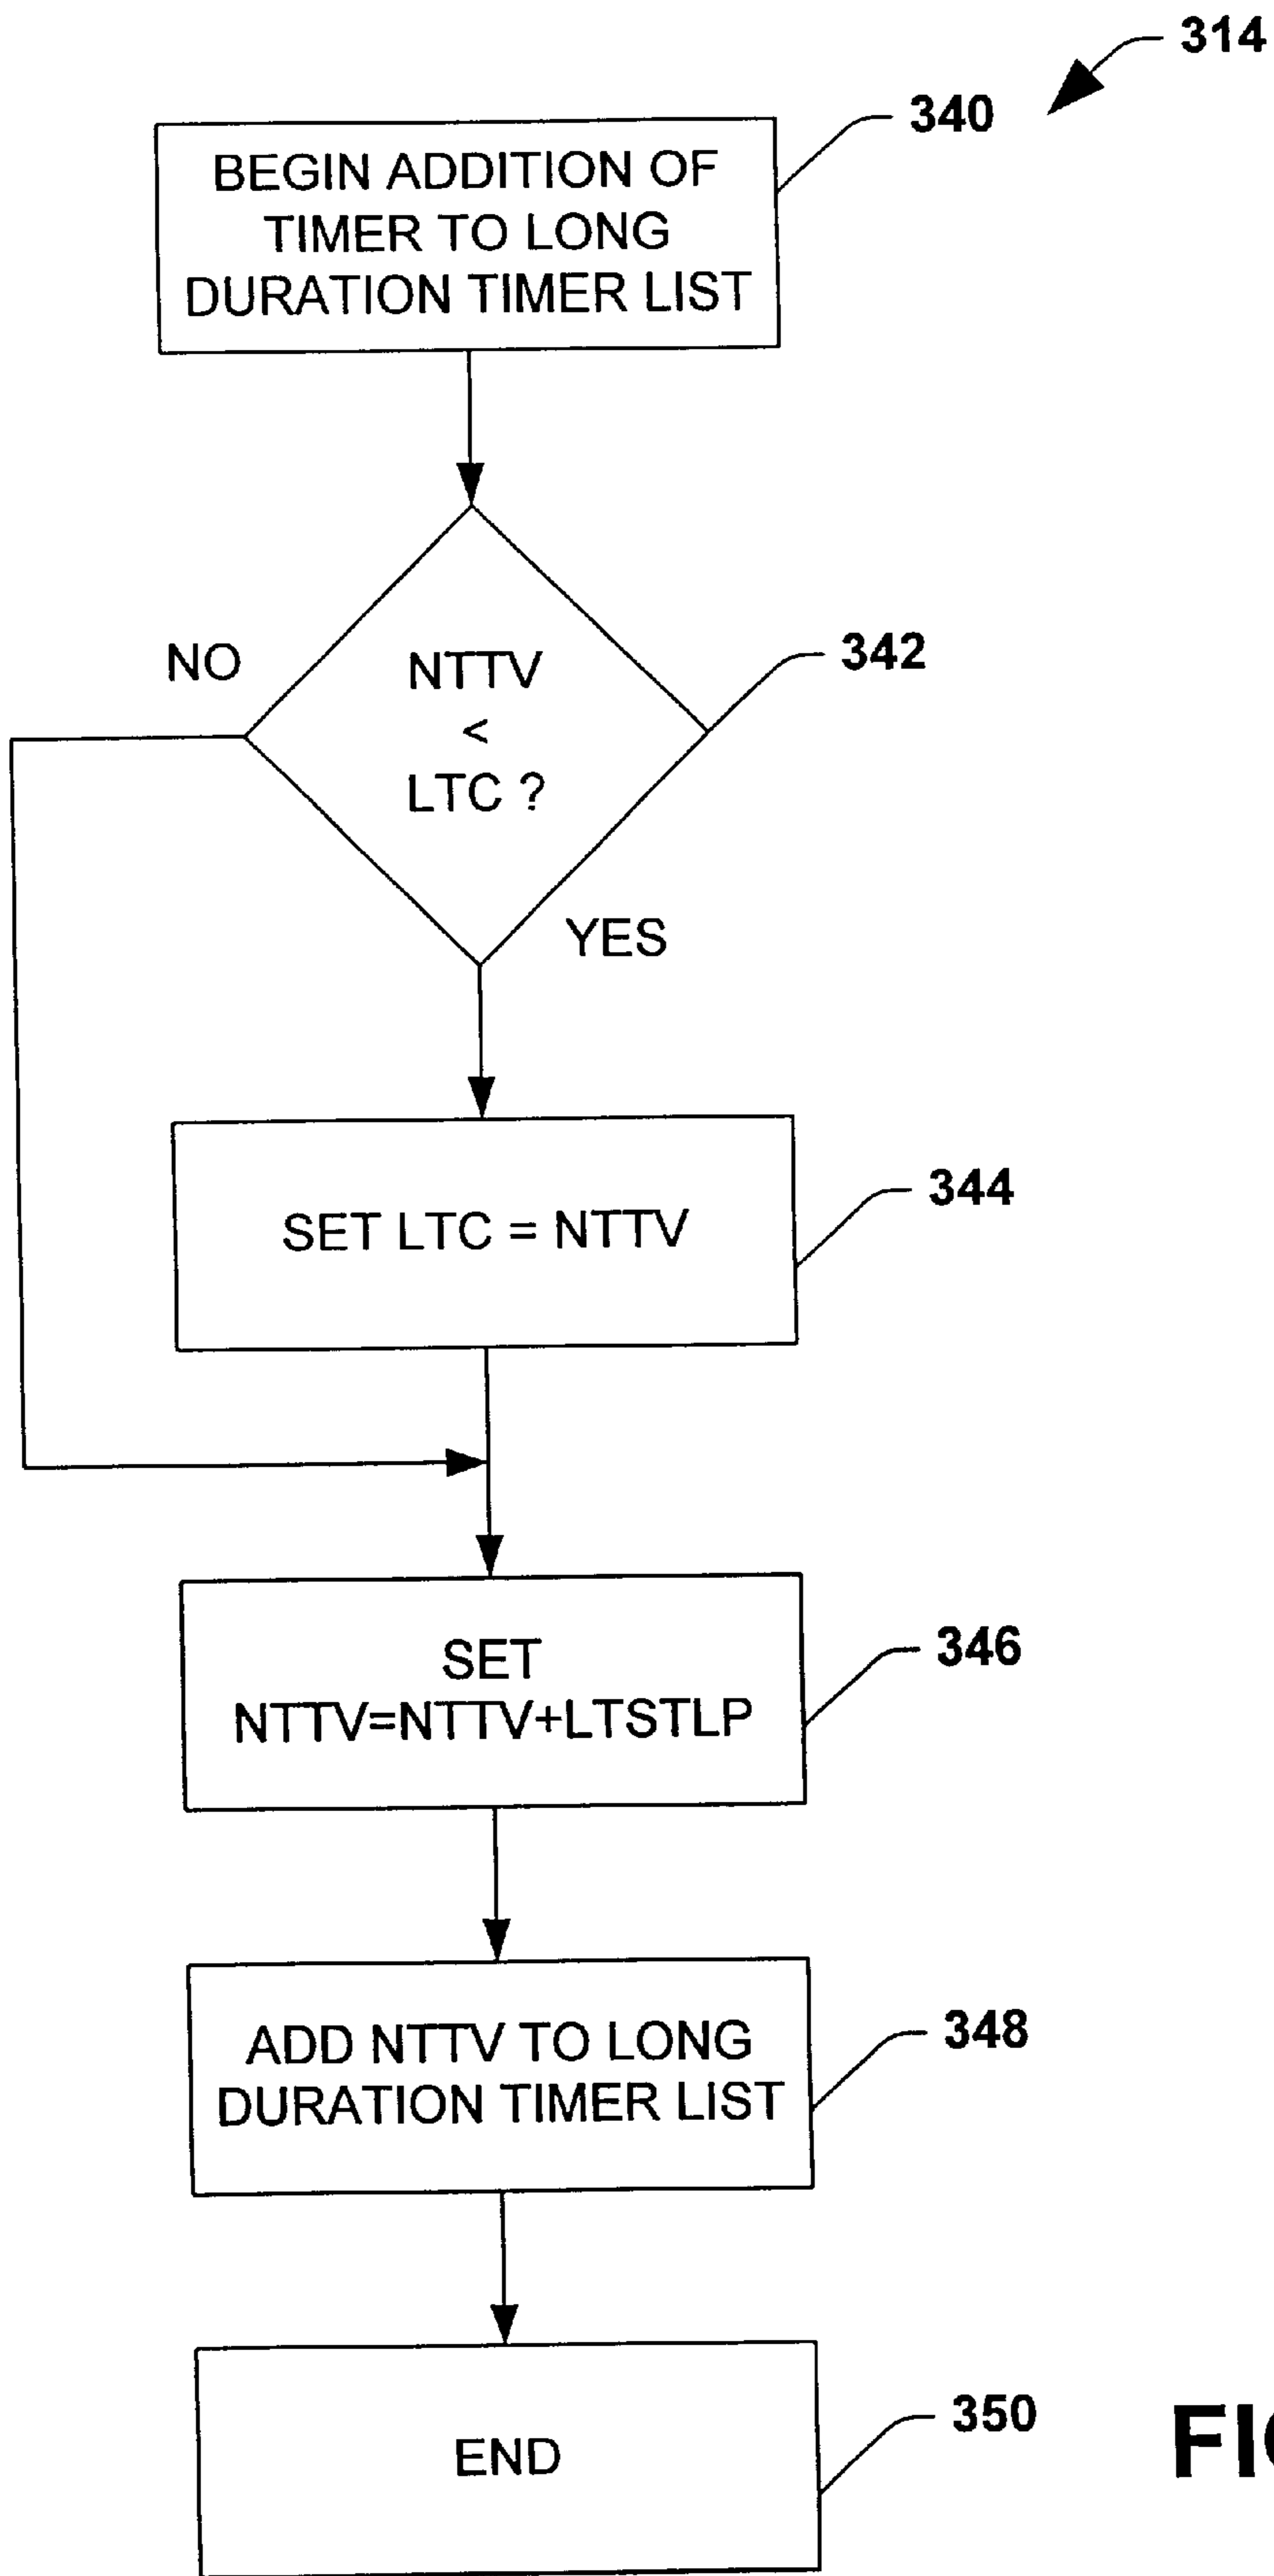 314
340
BEGIN ADDITION OF
TIMER TO LONG
DURATION TIMER LIST
NO
342
NTTV
<
LTC ?
YES
344
SET LTC = NTTV
346
SET
NTTV=NTTV+LTSTLP
348
ADD NTTV TO LONG
DURATION TIMER LIST
350
END